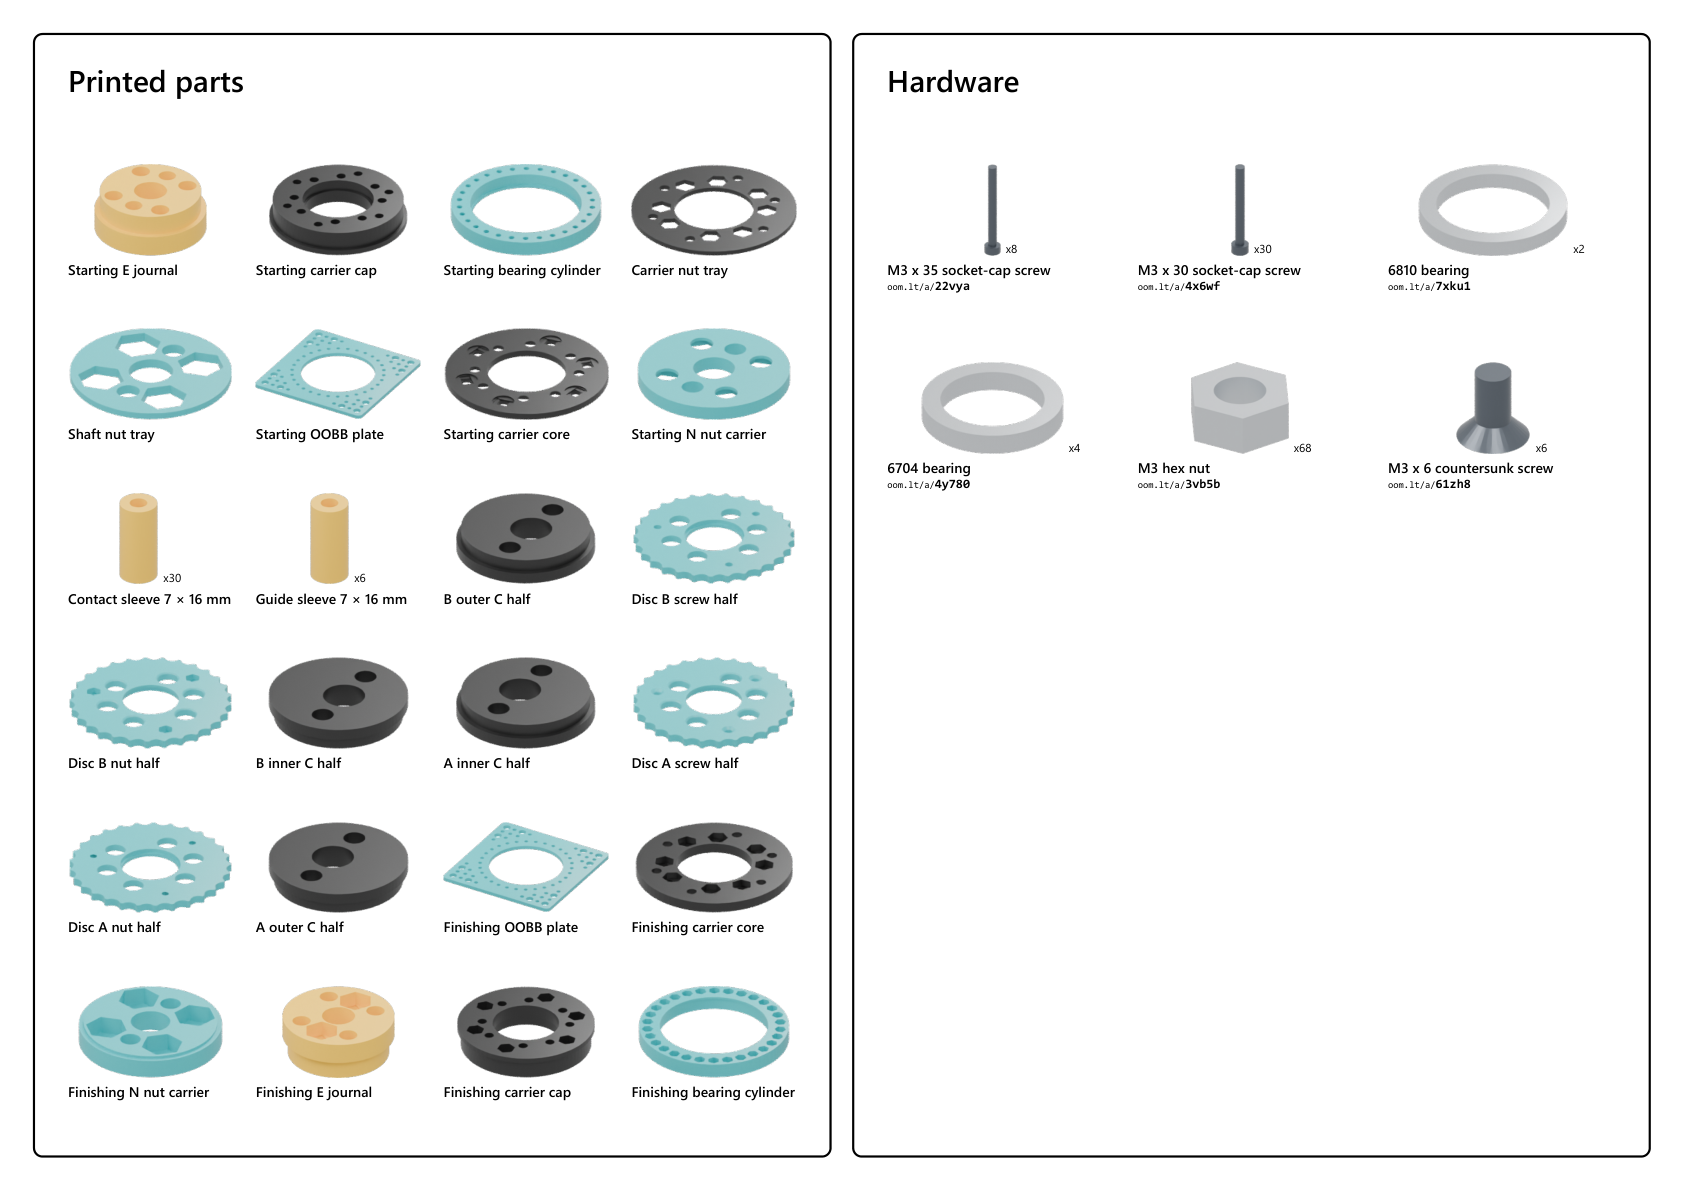 Printed parts
Starting E journal
Starting carrier cap
Starting bearing cylinder
Carrier nut tray
Shaft nut tray
Starting OOBB plate
Starting carrier core
Starting N nut carrier
x30
x6
Contact sleeve 7 × 16 mm
Guide sleeve 7 × 16 mm
B outer C half
Disc B screw half
Disc B nut half
B inner C half
A inner C half
Disc A screw half
Disc A nut half
A outer C half
Finishing OOBB plate
Finishing carrier core
Finishing N nut carrier
Finishing E journal
Finishing carrier cap
Finishing bearing cylinder
Hardware
x8
M3 x 35 socket-cap screw
oom.lt/a/22vya
x30
M3 x 30 socket-cap screw
oom.lt/a/4x6wf
x2
6810 bearing
oom.lt/a/7xku1
x4
6704 bearing
oom.lt/a/4y780
x68
M3 hex nut
oom.lt/a/3vb5b
x6
M3 x 6 countersunk screw
oom.lt/a/61zh8